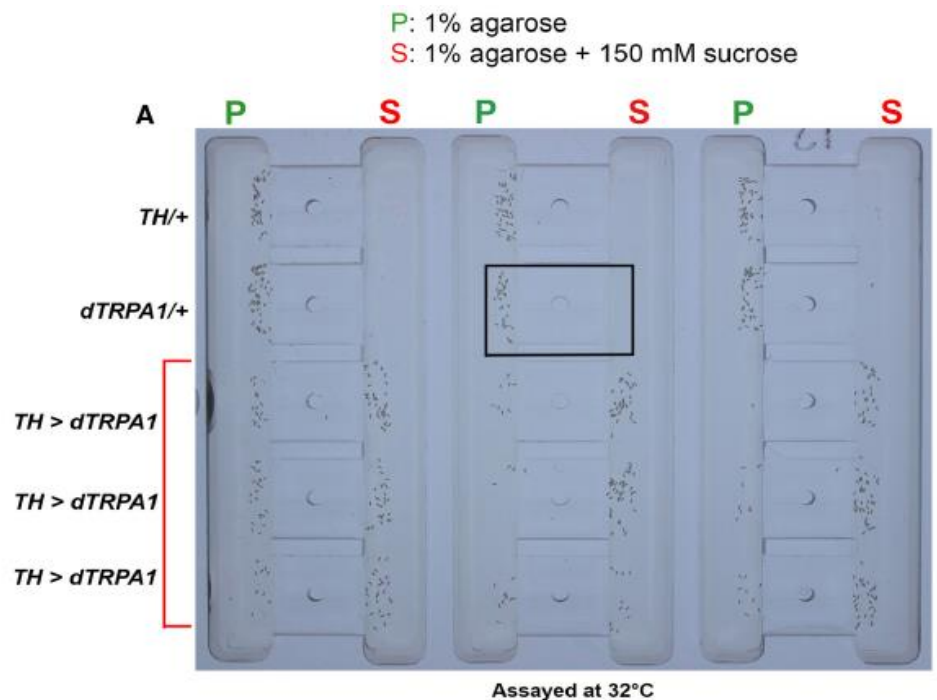 P: 1% agarose
S: 1% agarose + 150 mM sucrose
A P S P S P S
TH/+
dTRPA1/+
TH > dTRPA1
TH > dTRPA1
TH > dTRPA1
Assayed at 32°C